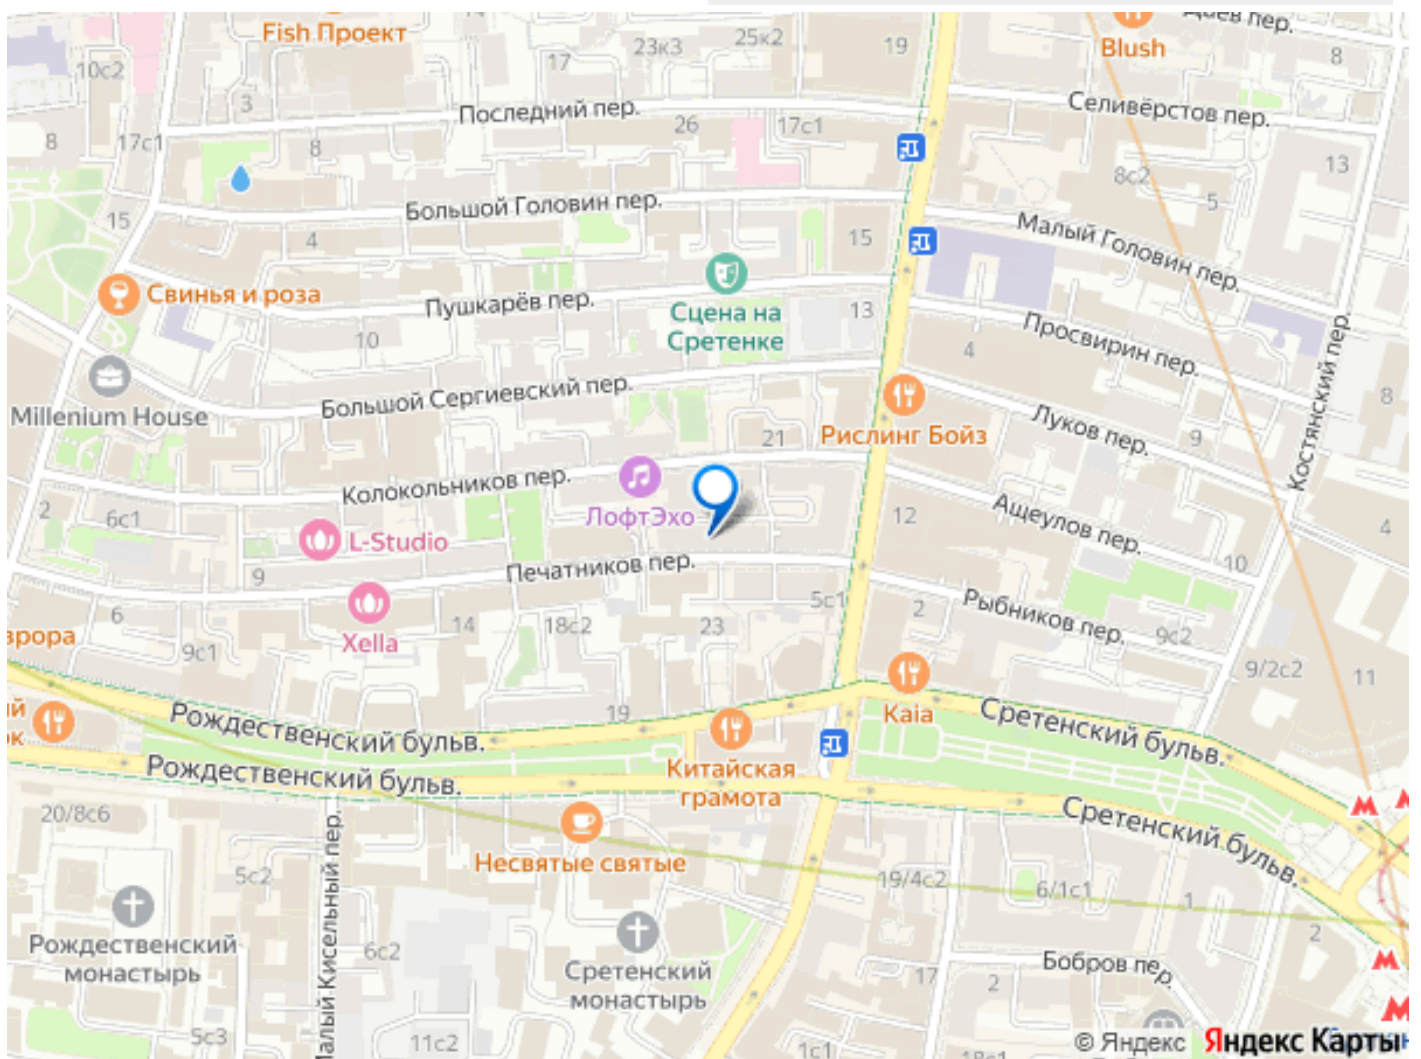 Fish Проект
23к3
25к2
19
Даев пер.
Blush
8
10с2
17
3
Последний пер.
26
17с1
Селивёрстов пер.
8
17с1
8
13
8с2
5
15
Большой Головин пер.
4
15
Малый Головин пер.
Свинья и роза
Пушкарёв пер.
Сцена на
Сретенке
13
10
4
Просвирин пер.
Костянский пер.
Millenium House
Большой Сергиевский пер.
8
21
Рислинг Бойз
Луков пер.
9
Колокольников пер.
ЛофтЭхо
2
6с1
L-Studio
12
Ащеулов пер.
4
10
9
Печатников пер.
6
5с1
2
Рыбников пер.
14
18с2
23
9с2
Xella
9с1
9/2с2
11
19
Kaia
Рождественский бульв.
Сретенский бульв.
Рождественский бульв.
Китайская
грамота
20/8с6
Малый Кисельный пер.
Несвятые святые
Сретенский бульв.
5с2
19/4с2
6/1с1
1
2
Рождественский
монастырь
6с2
Сретенский
монастырь
Бобров пер.
17
2
5с3
11с2
1с1
18с1
© Яндекс Яндекс Карты